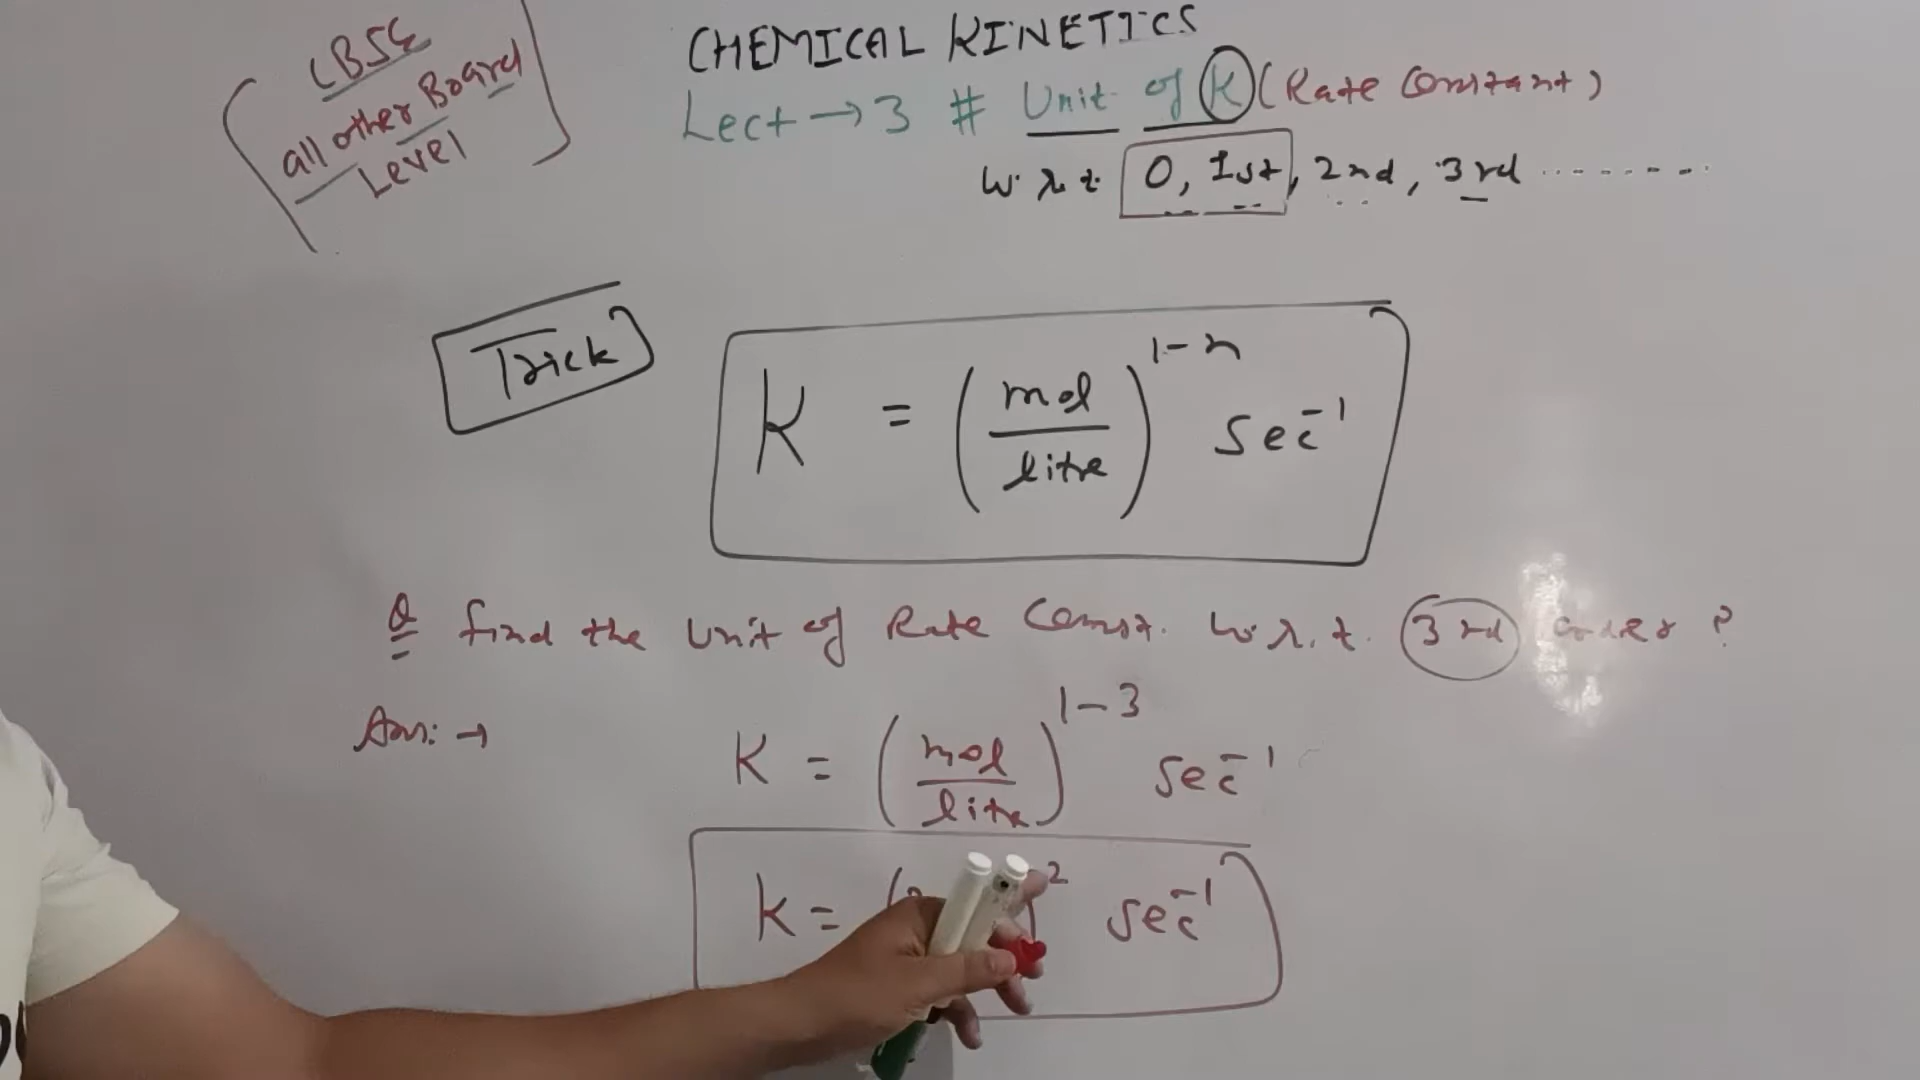 CBSE
all other Board
Level
CHEMICAL KINETICS
Lect → 3 # Unit of K (Rate Constant)
w.r.t 0, 1st, 2nd, 3rd ........
Trick
K = (mol/litre)^1-n sec^-1
Q find the Unit of Rate Const. w.r.t. 3rd order ?
Ans: →
K = (mol/litre)^1-3 sec^-1
K = ( )^2 sec^-1